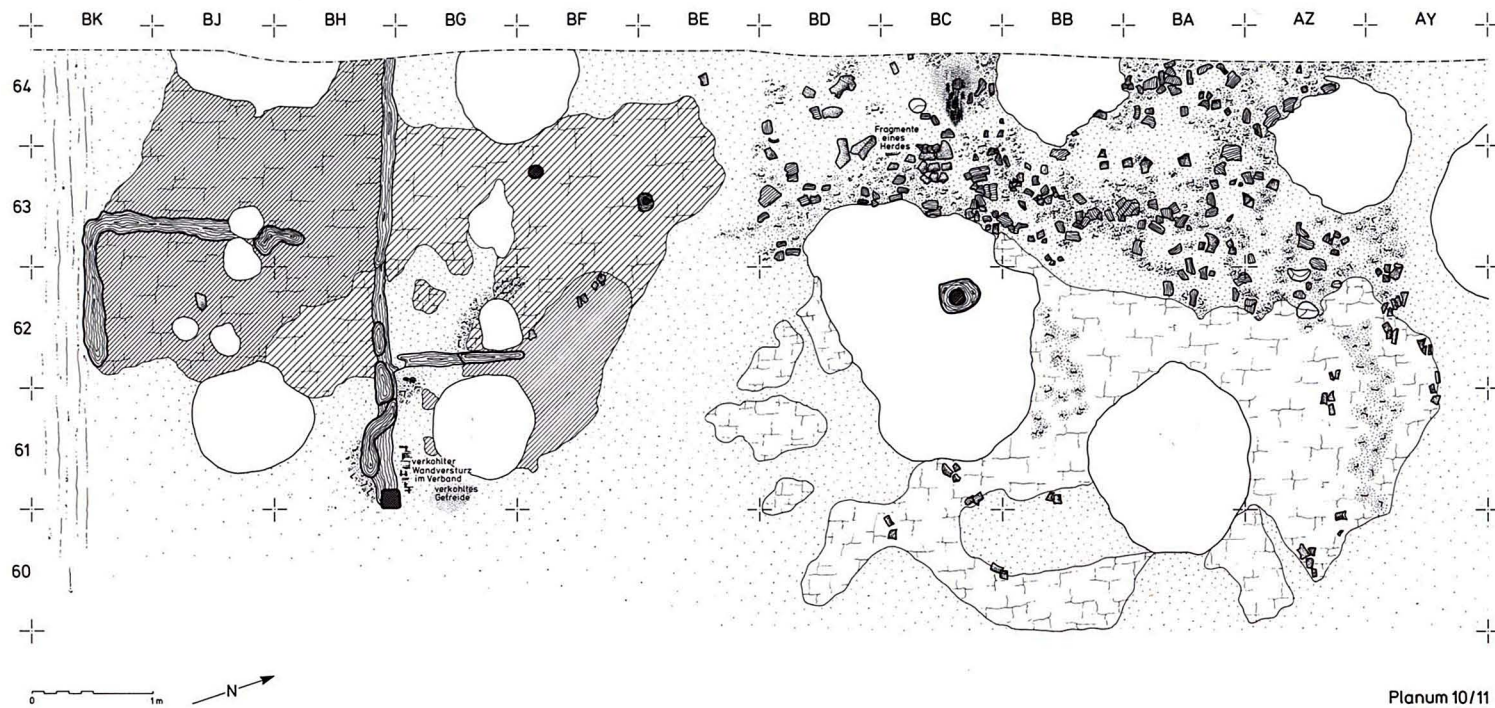 BK BJ BH BG BF BE BD BC BB BA AZ AY
64
Fragmente
eines
Herdes
63
62
61
verkohlter
Wandversturz
im Verband
verkohltes
Getreide
60
N
0 1m
Planum 10/11